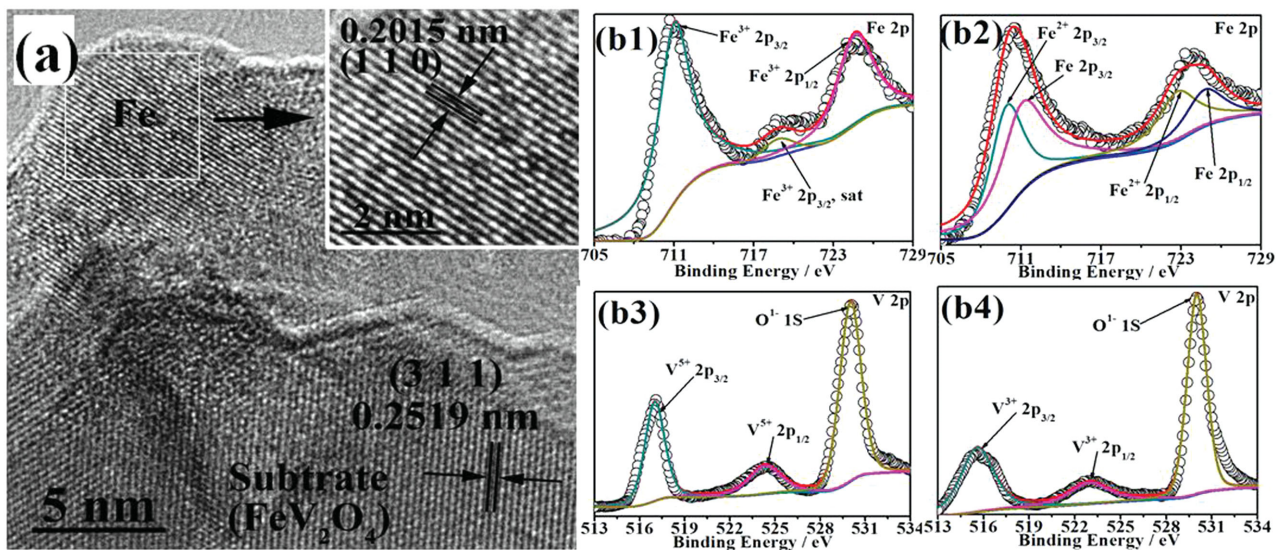 (a)
Fe
0.2015 nm
(1 1 0)
2 nm
(3 1 1)
0.2519 nm
Subtrate
(FeV₂O₄)
5 nm
(b1)
Fe 2p
Fe³⁺ 2p₃/₂
Fe³⁺ 2p₁/₂
Fe³⁺ 2p₃/₂, sat
705 711 717 723 729
Binding Energy / eV
(b2)
Fe 2p
Fe²⁺ 2p₃/₂
Fe 2p₃/₂
Fe²⁺ 2p₁/₂
Fe 2p₁/₂
705 711 717 723 729
Binding Energy / eV
(b3)
V 2p
O¹⁻ 1S
V⁵⁺ 2p₃/₂
V⁵⁺ 2p₁/₂
513 516 519 522 525 528 531 534
Binding Energy / eV
(b4)
V 2p
O¹⁻ 1S
V³⁺ 2p₃/₂
V³⁺ 2p₁/₂
513 516 519 522 525 528 531 534
Binding Energy / eV